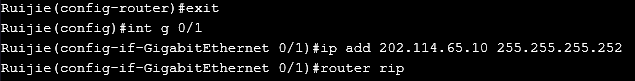 Ruijie(config-router)#exit
Ruijie(config)#int g 0/1
Ruijie(config-if-GigabitEthernet 0/1)#ip add 202.114.65.10 255.255.255.252
Ruijie(config-if-GigabitEthernet 0/1)#router rip